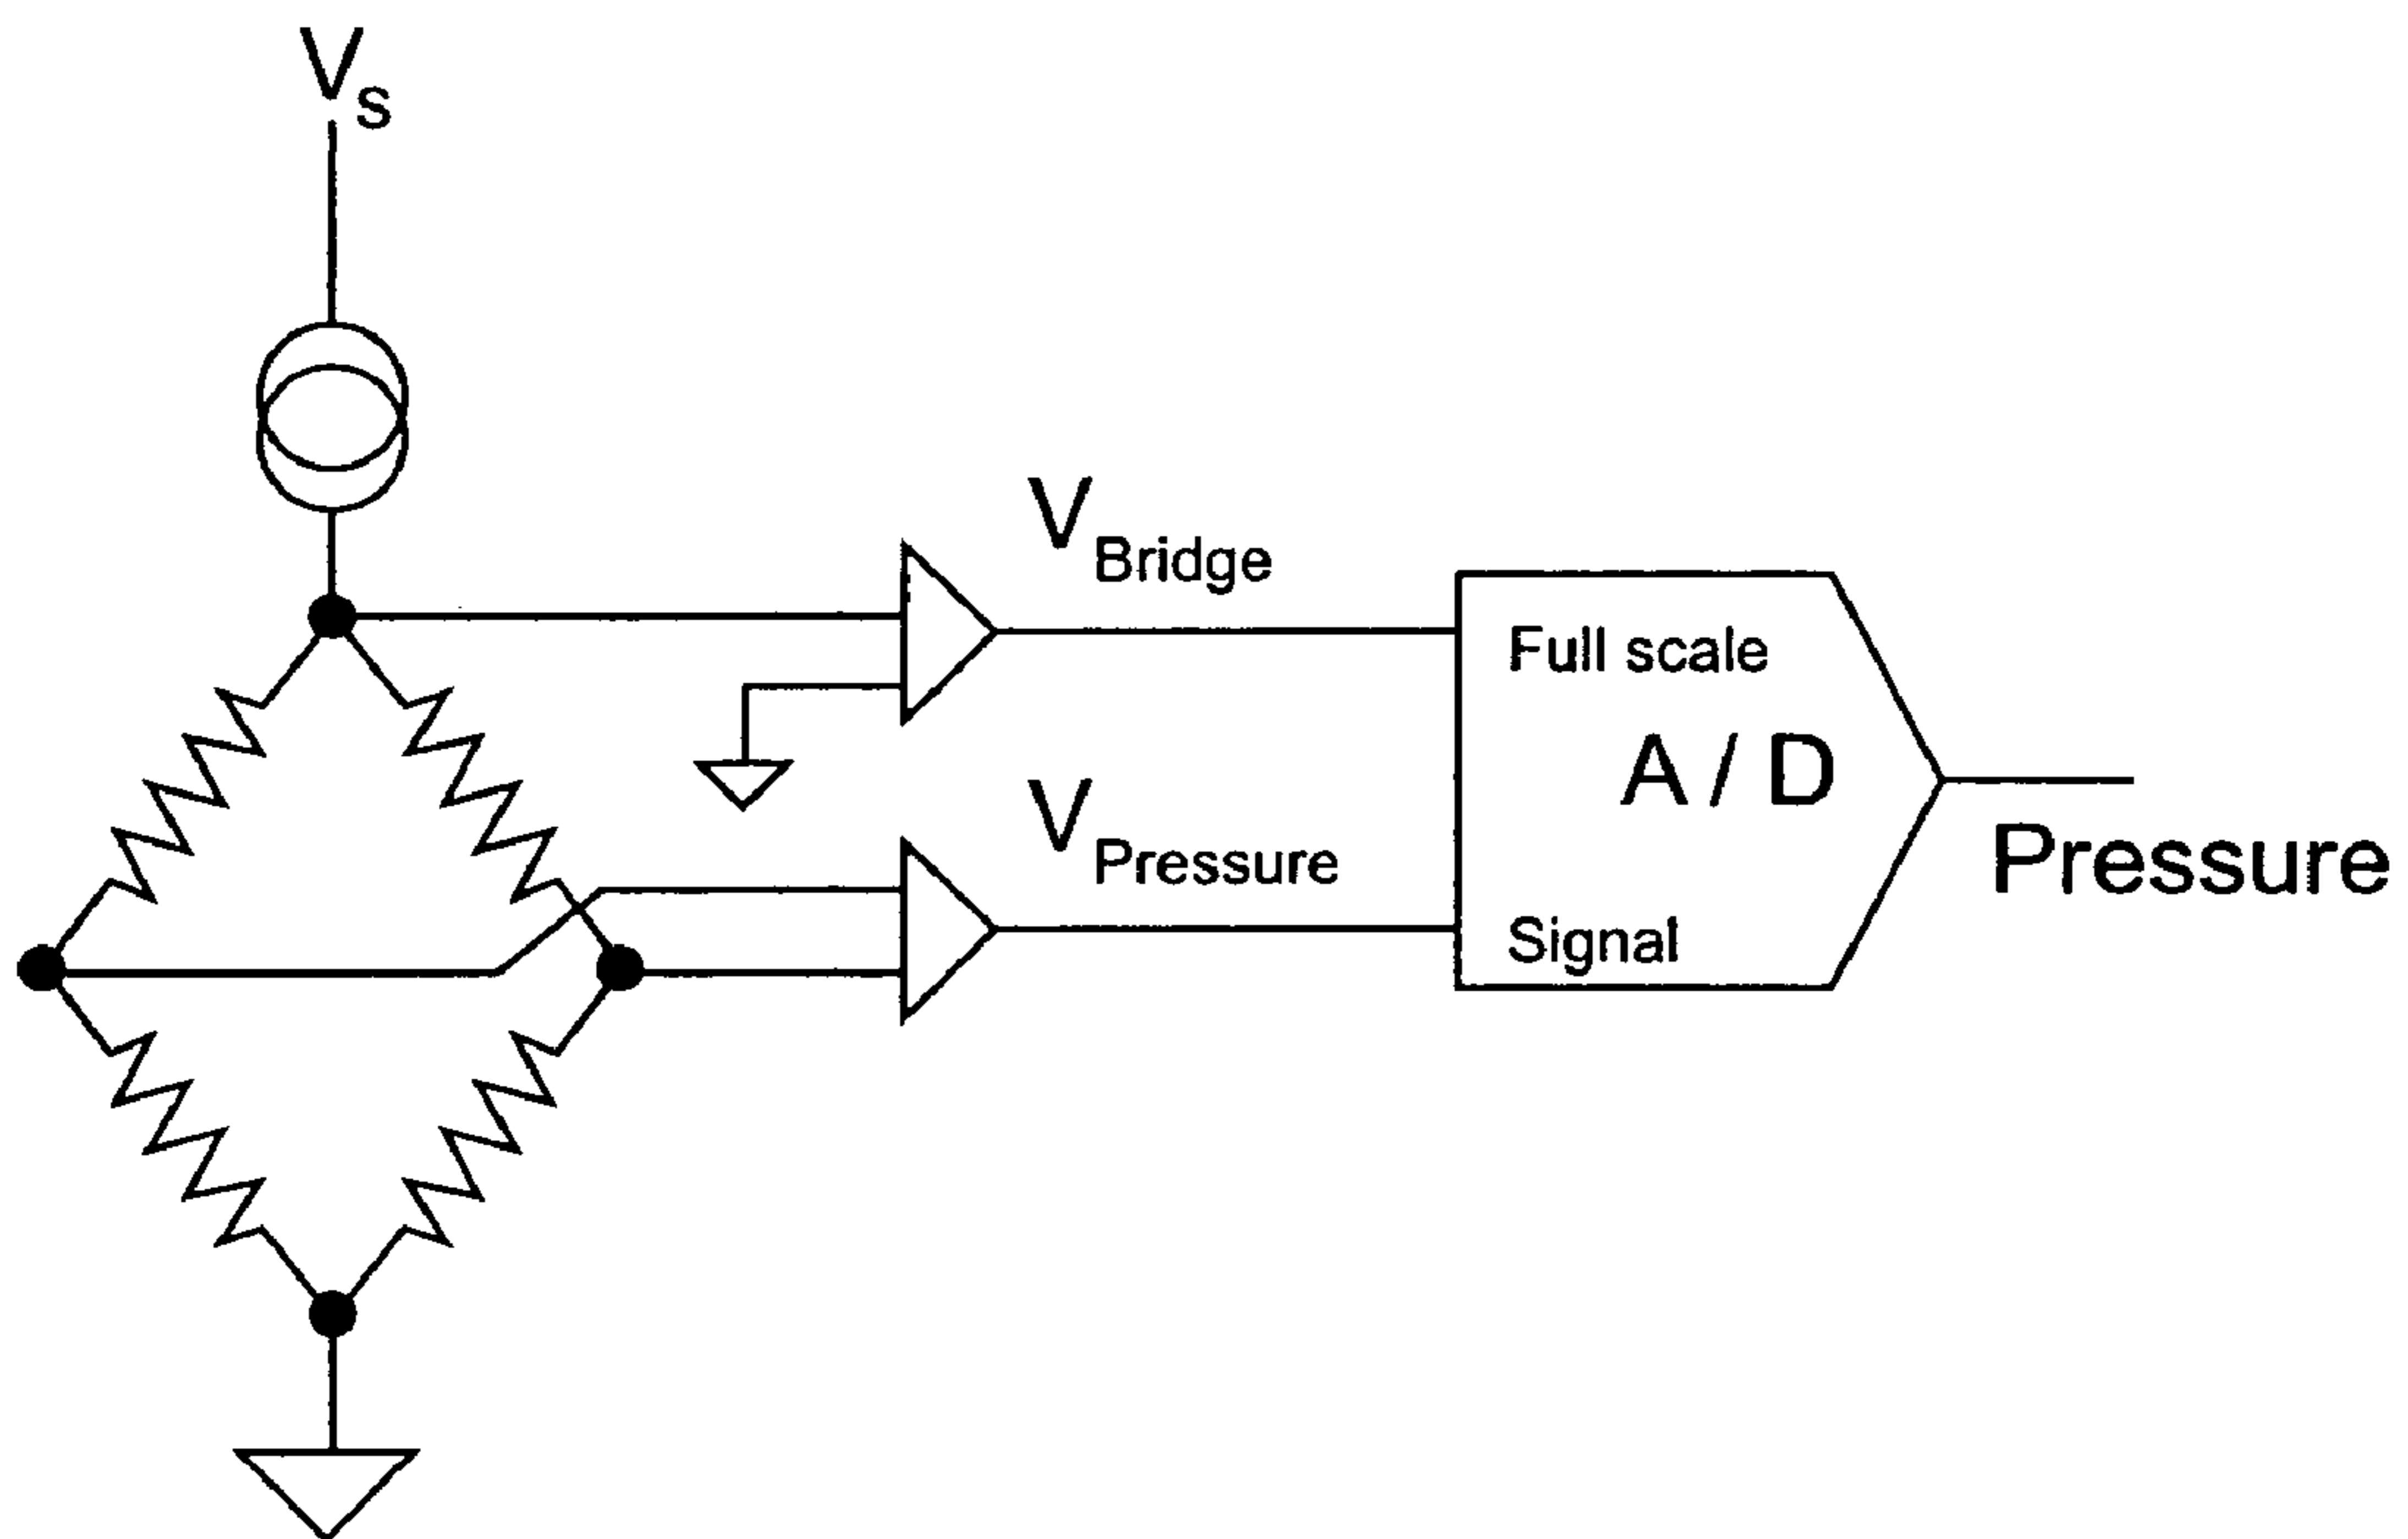 VS
VBridge
Full scale
A / D
VPressure
Pressure
Signal